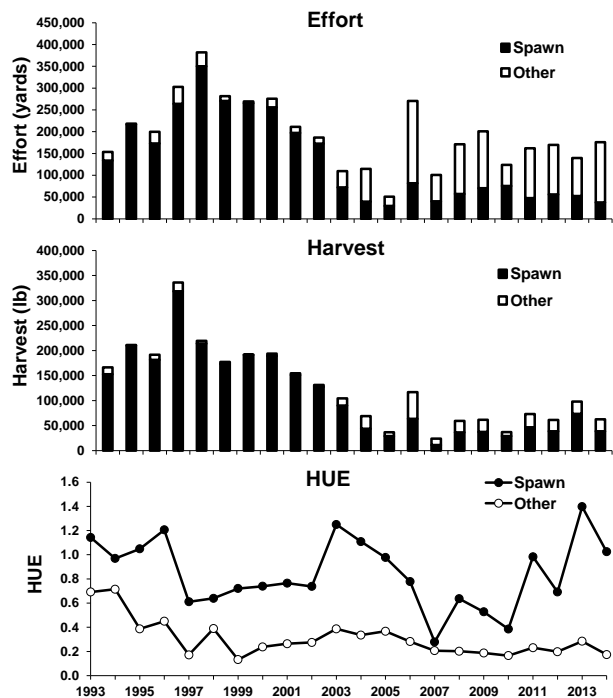 Effort
450,000
400,000
350,000
300,000
250,000
200,000
150,000
100,000
50,000
0
Effort (yards)
Spawn
Other
Harvest
400,000
350,000
300,000
250,000
200,000
150,000
100,000
50,000
0
Harvest (lb)
Spawn
Other
HUE
1.6
1.4
1.2
1.0
0.8
0.6
0.4
0.2
0.0
HUE
Spawn
Other
1993 1995 1997 1999 2001 2003 2005 2007 2009 2011 2013